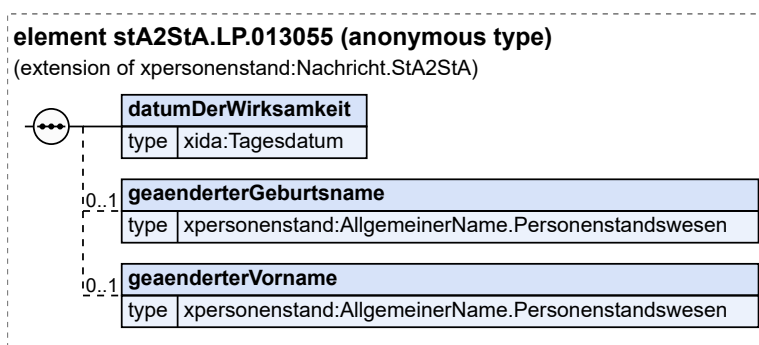 element stA2StA.LP.013055 (anonymous type)
(extension of xpersonenstand:Nachricht.StA2StA)
datumDerWirksamkeit
type xida:Tagesdatum
0..1 geaenderterGeburtsname
type xpersonenstand:AllgemeinerName.Personenstandswesen
0..1 geaenderterVorname
type xpersonenstand:AllgemeinerName.Personenstandswesen